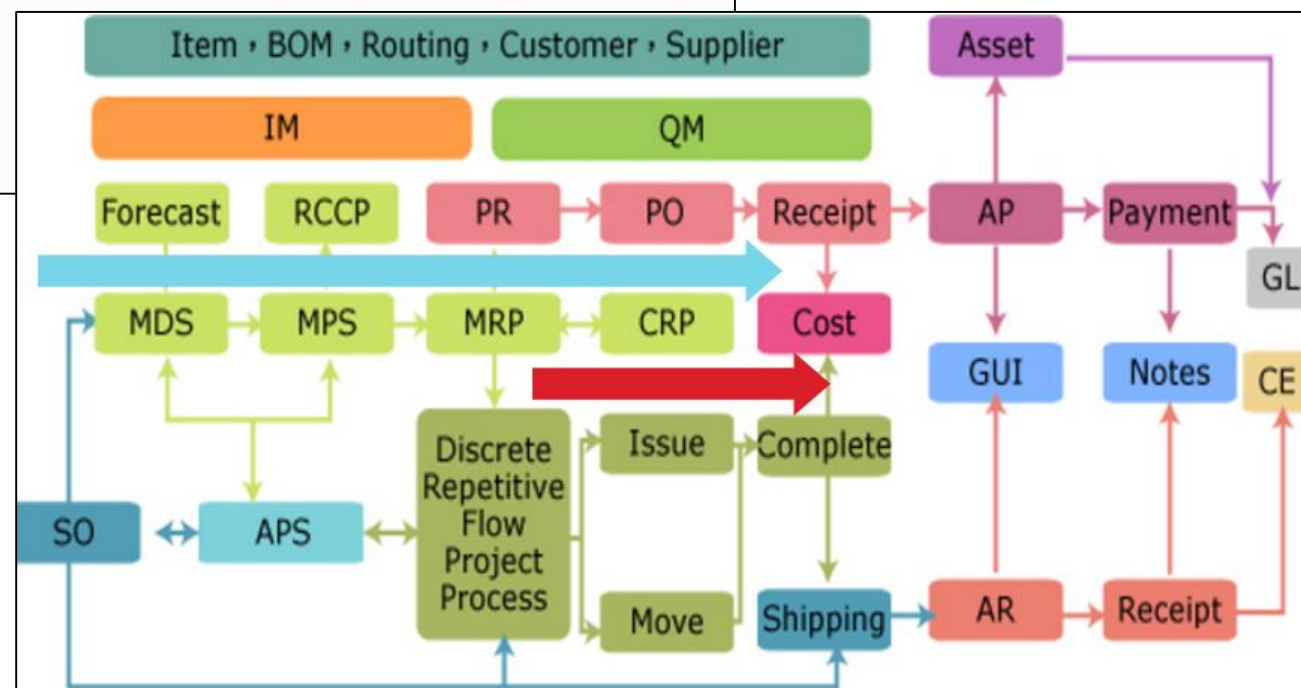 Item，BOM，Routing，Customer，Supplier
Asset
IM
QM
Forecast
RCCP
PR
PO
Receipt
AP
Payment
GL
MDS
MPS
MRP
CRP
Cost
GUI
Notes
CE
Discrete
Repetitive
Flow
Project
Process
Issue
Complete
SO
APS
Move
Shipping
AR
Receipt